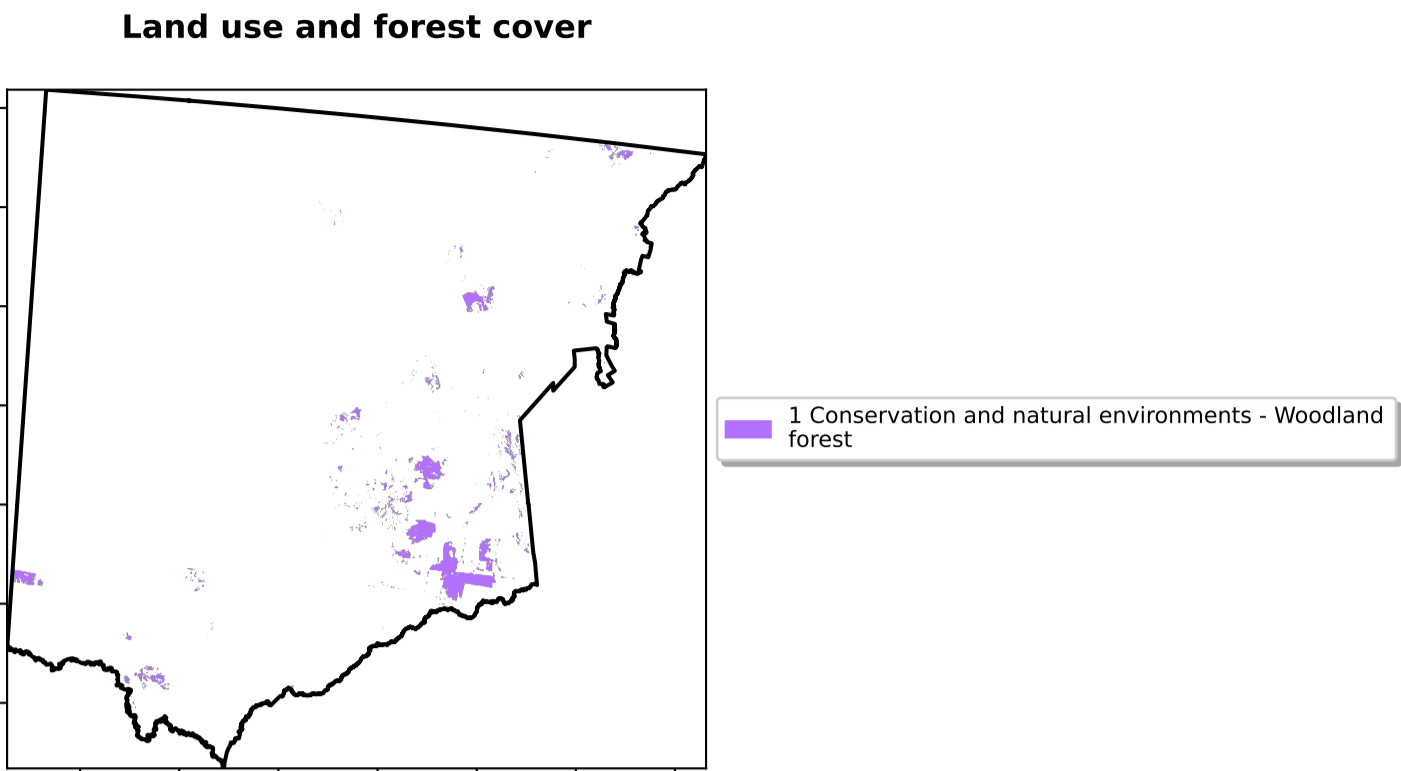 Land use and forest cover
1 Conservation and natural environments - Woodland
forest